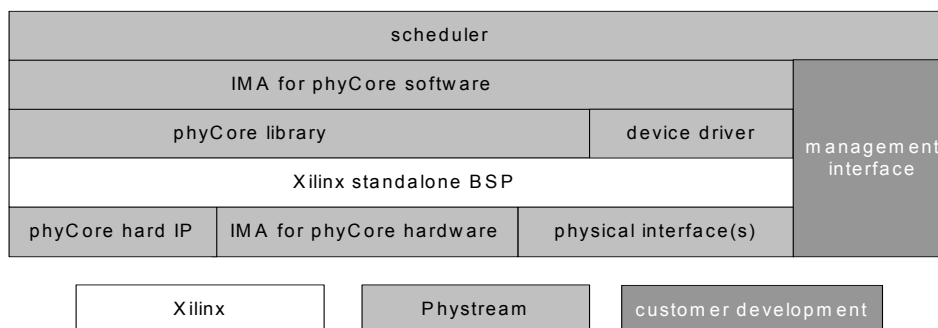 scheduler
IMA for phyCore software
phyCore library
device driver
management
interface
Xilinx standalone BSP
phyCore hard IP
IMA for phyCore hardware
physical interface(s)
Xilinx
Phystream
customer development